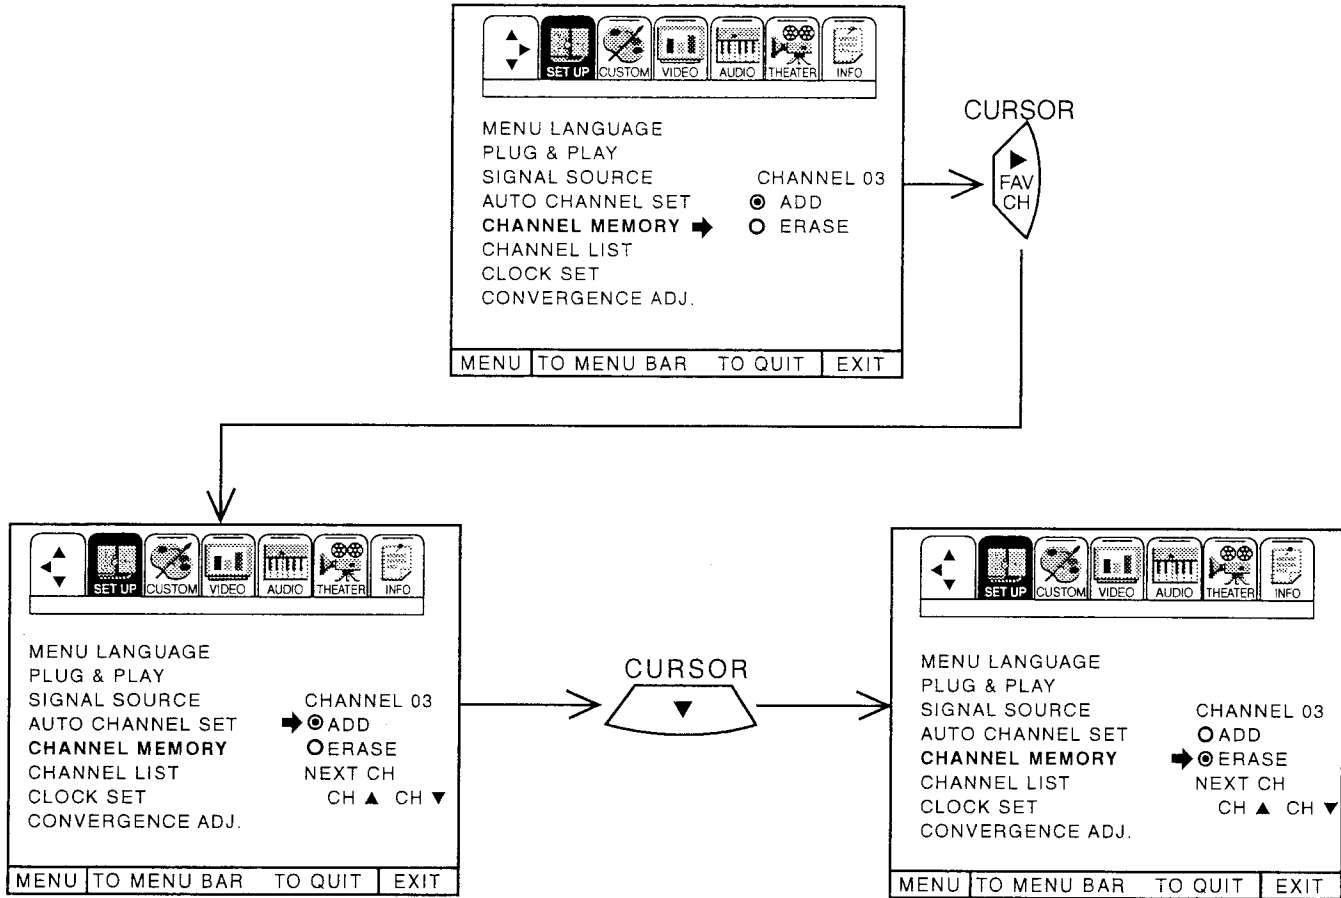 SET UP CUSTOM VIDEO AUDIO THEATER INFO
MENU LANGUAGE
PLUG & PLAY
SIGNAL SOURCE CHANNEL 03
AUTO CHANNEL SET ADD
CHANNEL MEMORY ERASE
CHANNEL LIST
CLOCK SET
CONVERGENCE ADJ.
MENU TO MENU BAR TO QUIT EXIT
CURSOR
FAV
CH
SET UP CUSTOM VIDEO AUDIO THEATER INFO
MENU LANGUAGE
PLUG & PLAY
SIGNAL SOURCE CHANNEL 03
AUTO CHANNEL SET ADD
CHANNEL MEMORY ERASE
CHANNEL LIST NEXT CH
CLOCK SET CH ▲ CH ▼
CONVERGENCE ADJ.
MENU TO MENU BAR TO QUIT EXIT
CURSOR
SET UP CUSTOM VIDEO AUDIO THEATER INFO
MENU LANGUAGE
PLUG & PLAY
SIGNAL SOURCE CHANNEL 03
AUTO CHANNEL SET ADD
CHANNEL MEMORY ERASE
CHANNEL LIST NEXT CH
CLOCK SET CH ▲ CH ▼
CONVERGENCE ADJ.
MENU TO MENU BAR TO QUIT EXIT